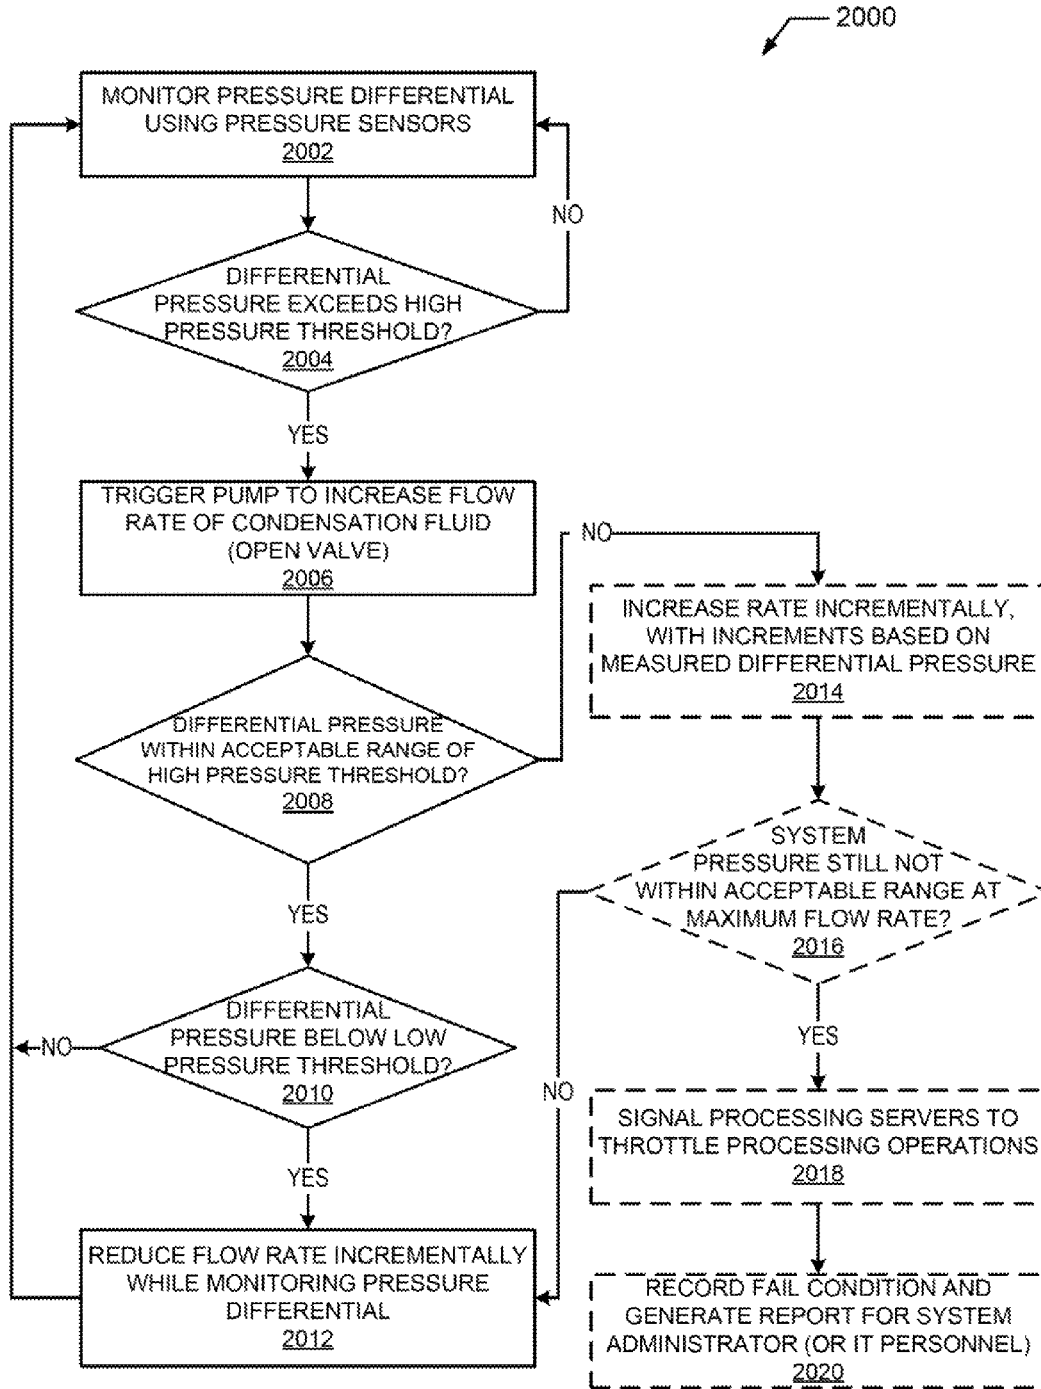 2000
MONITOR PRESSURE DIFFERENTIAL
USING PRESSURE SENSORS
2002
NO
DIFFERENTIAL
PRESSURE EXCEEDS HIGH
PRESSURE THRESHOLD?
2004
YES
TRIGGER PUMP TO INCREASE FLOW
RATE OF CONDENSATION FLUID
(OPEN VALVE)
2006
NO
INCREASE RATE INCREMENTALLY,
WITH INCREMENTS BASED ON
MEASURED DIFFERENTIAL PRESSURE
2014
DIFFERENTIAL PRESSURE
WITHIN ACCEPTABLE RANGE OF
HIGH PRESSURE THRESHOLD?
2008
SYSTEM
PRESSURE STILL NOT
WITHIN ACCEPTABLE RANGE AT
MAXIMUM FLOW RATE?
2016
YES
DIFFERENTIAL
PRESSURE BELOW LOW
PRESSURE THRESHOLD?
2010
NO
YES
NO
SIGNAL PROCESSING SERVERS TO
THROTTLE PROCESSING OPERATIONS
2018
YES
REDUCE FLOW RATE INCREMENTALLY
WHILE MONITORING PRESSURE
DIFFERENTIAL
2012
RECORD FAIL CONDITION AND
GENERATE REPORT FOR SYSTEM
ADMINISTRATOR (OR IT PERSONNEL)
2020